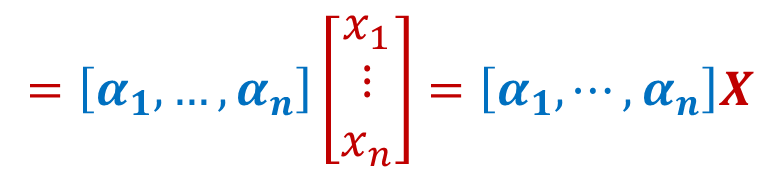 = [α₁, …, αₙ] [x₁ ⋮ xₙ] = [α₁, ⋯, αₙ]X